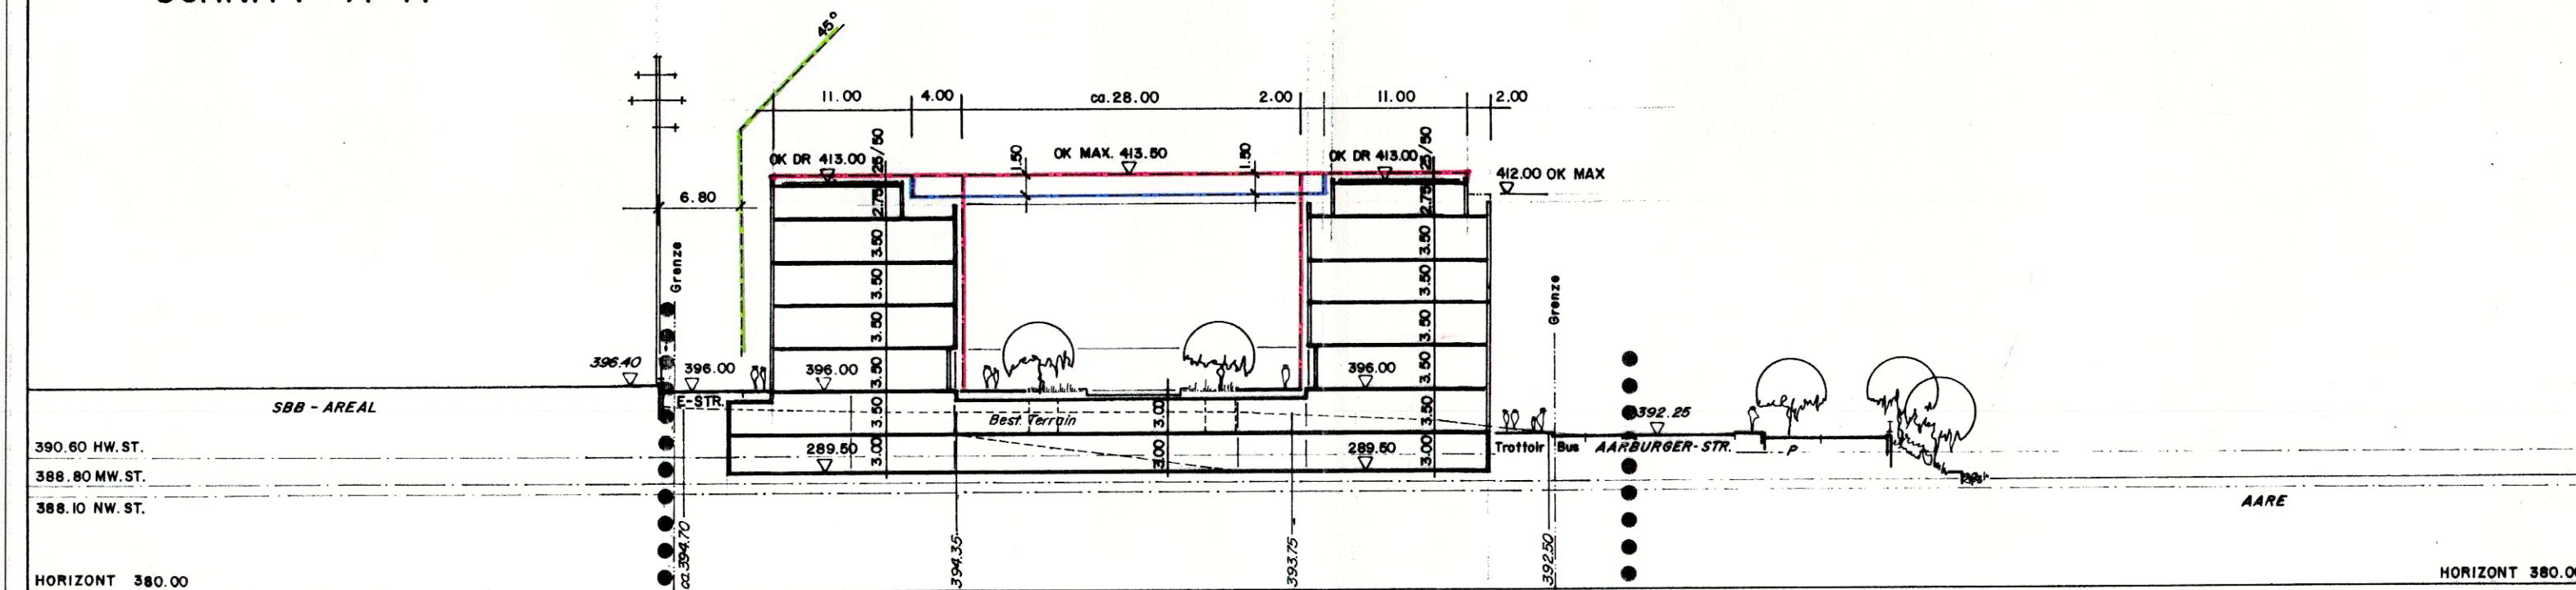 45°
11.00 4.00 ca.28.00 2.00 11.00 2.00
OK DR 413.00 25/50 1.50 OK MAX. 413.50 1.50 OK DR 413.00 25/50
412.00 OK MAX
6.80 2.75 2.75
Grenze 3.50 3.50
3.50 3.50 Grenze
3.50 3.50
396.40 396.00 396.00 3.50 396.00 3.50
SBB - AREAL E-STR. 3.50 Best. Terrain 3.00 3.50 392.25
390.60 HW.ST. 289.50 3.00 3.00 289.50 3.00 Trottoir Bus AARBURGER-STR. P
388.80 MW.ST.
388.10 NW.ST. AARE
ca 394.70 394.35 393.75 392.50
HORIZONT 380.00 HORIZONT 380.00